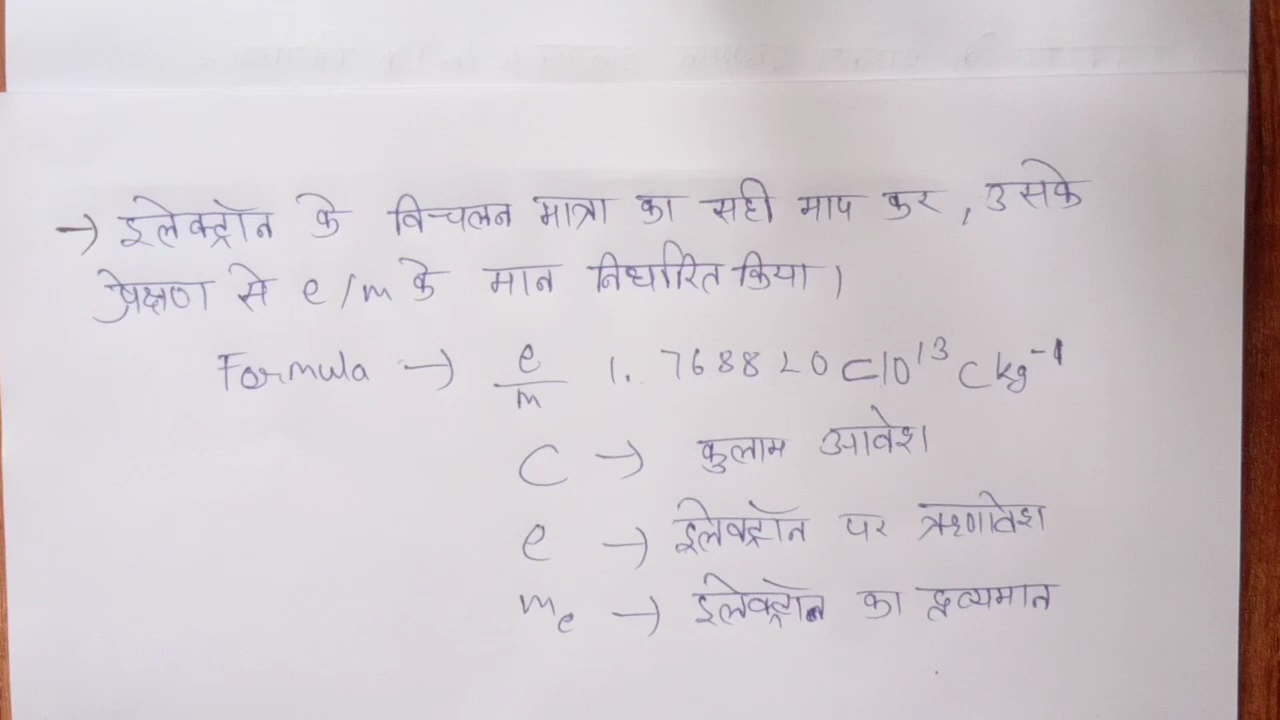 → इलेक्ट्रॉन के विचलन मात्रा का सही माप कर, उसके
प्रेक्षण से e/m के मान निर्धारित किया।
Formula → e/m 1.768820 C10¹³ C kg⁻¹
C → कुलाम आवेश
e → इलेक्ट्रॉन पर ऋणावेश
mₑ → इलेक्ट्रॉन का द्रव्यमान